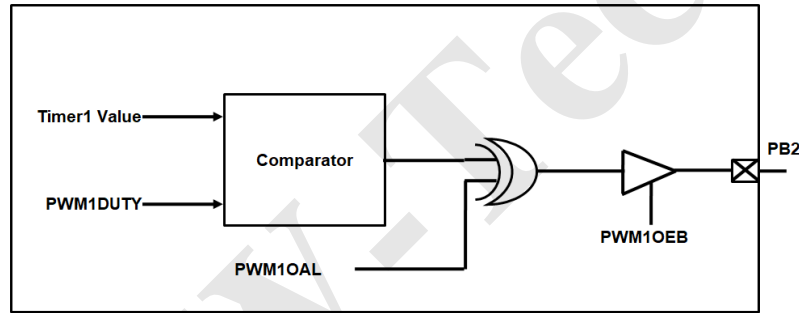 Timer1 Value
PB2
Comparator
PWM1DUTY
PWM1OEB
PWM1OAL